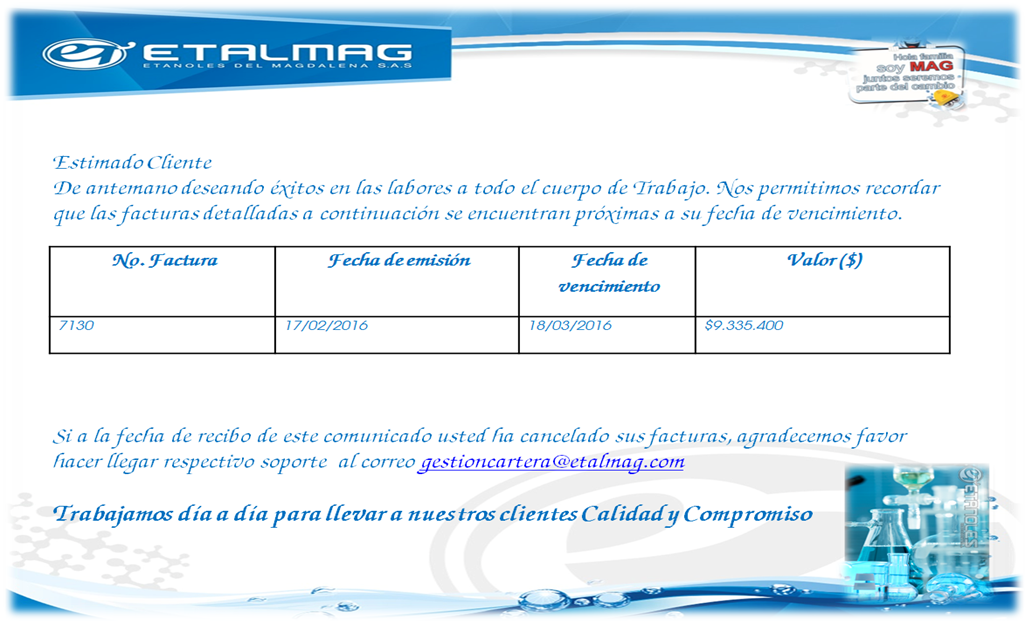 ETALMAG
ETANOLES DEL MAGDALENA S.A.S
Hola familia
soy MAG
juntos seremos
parte del cambio
Estimado Cliente
De antemano deseando éxitos en las labores a todo el cuerpo de Trabajo. Nos permitimos recordar
que las facturas detalladas a continuación se encuentran próximas a su fecha de vencimiento.
No. Factura Fecha de emisión Fecha de vencimiento Valor ($)
7130 17/02/2016 18/03/2016 $9.335.400
Si a la fecha de recibo de este comunicado usted ha cancelado sus facturas, agradecemos favor
hacer llegar respectivo soporte al correo gestioncartera@etalmag.com
Trabajamos día a día para llevar a nuestros clientes Calidad y Compromiso
ETANOLES